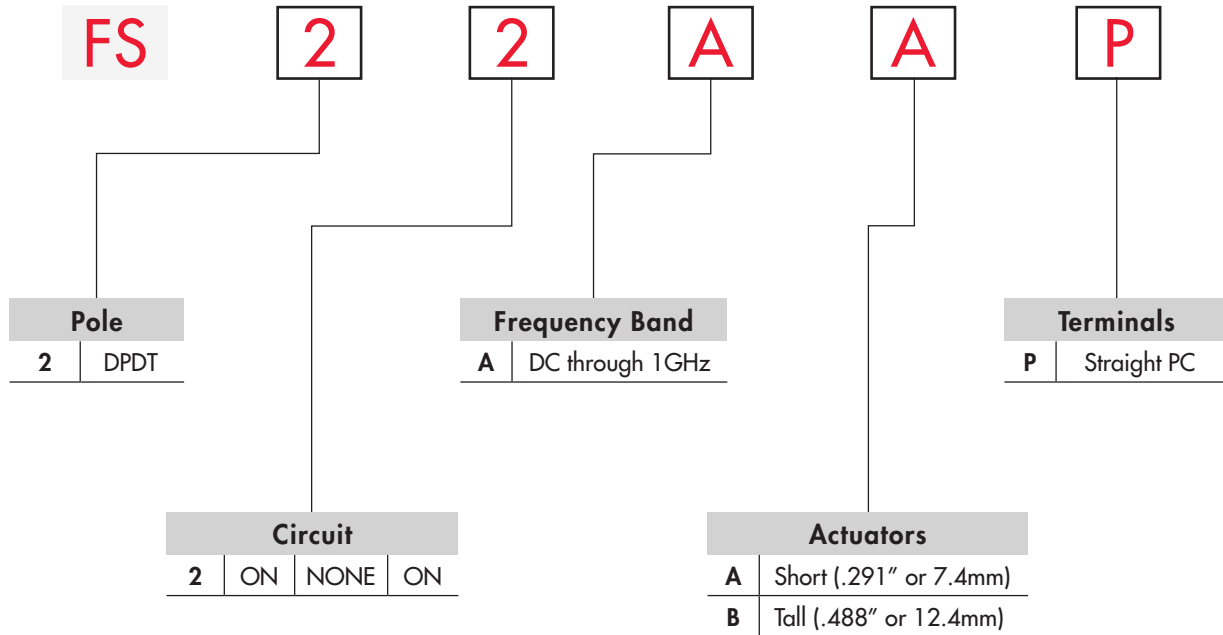 FS 2 2 A A P
Pole
2 DPDT
Frequency Band
A DC through 1GHz
Terminals
P Straight PC
Circuit
2 ON NONE ON
Actuators
A Short (.291” or 7.4mm)
B Tall (.488” or 12.4mm)